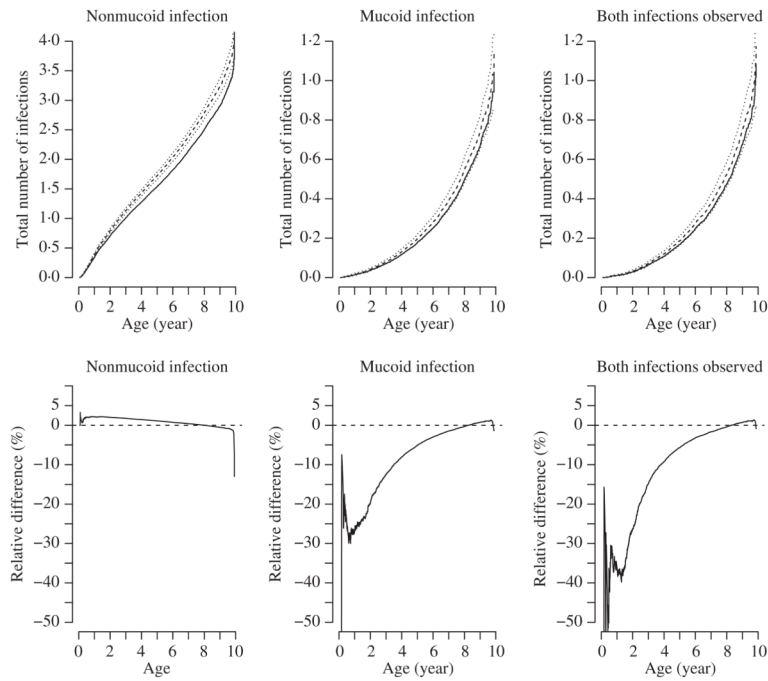 Nonmucoid infection
Total number of infections
4·0
3·5
3·0
2·5
2·0
1·5
1·0
0·5
0·0
0 2 4 6 8 10
Age (year)
Mucoid infection
Total number of infections
1·2
1·0
0·8
0·6
0·4
0·2
0·0
0 2 4 6 8 10
Age (year)
Both infections observed
Total number of infections
1·2
1·0
0·8
0·6
0·4
0·2
0·0
0 2 4 6 8 10
Age (year)
Nonmucoid infection
Relative difference (%)
5
0
−10
−20
−30
−40
−50
0 2 4 6 8 10
Age
Mucoid infection
Relative difference (%)
5
0
−10
−20
−30
−40
−50
0 2 4 6 8 10
Age (year)
Both infections observed
Relative difference (%)
5
0
−10
−20
−30
−40
−50
0 2 4 6 8 10
Age (year)